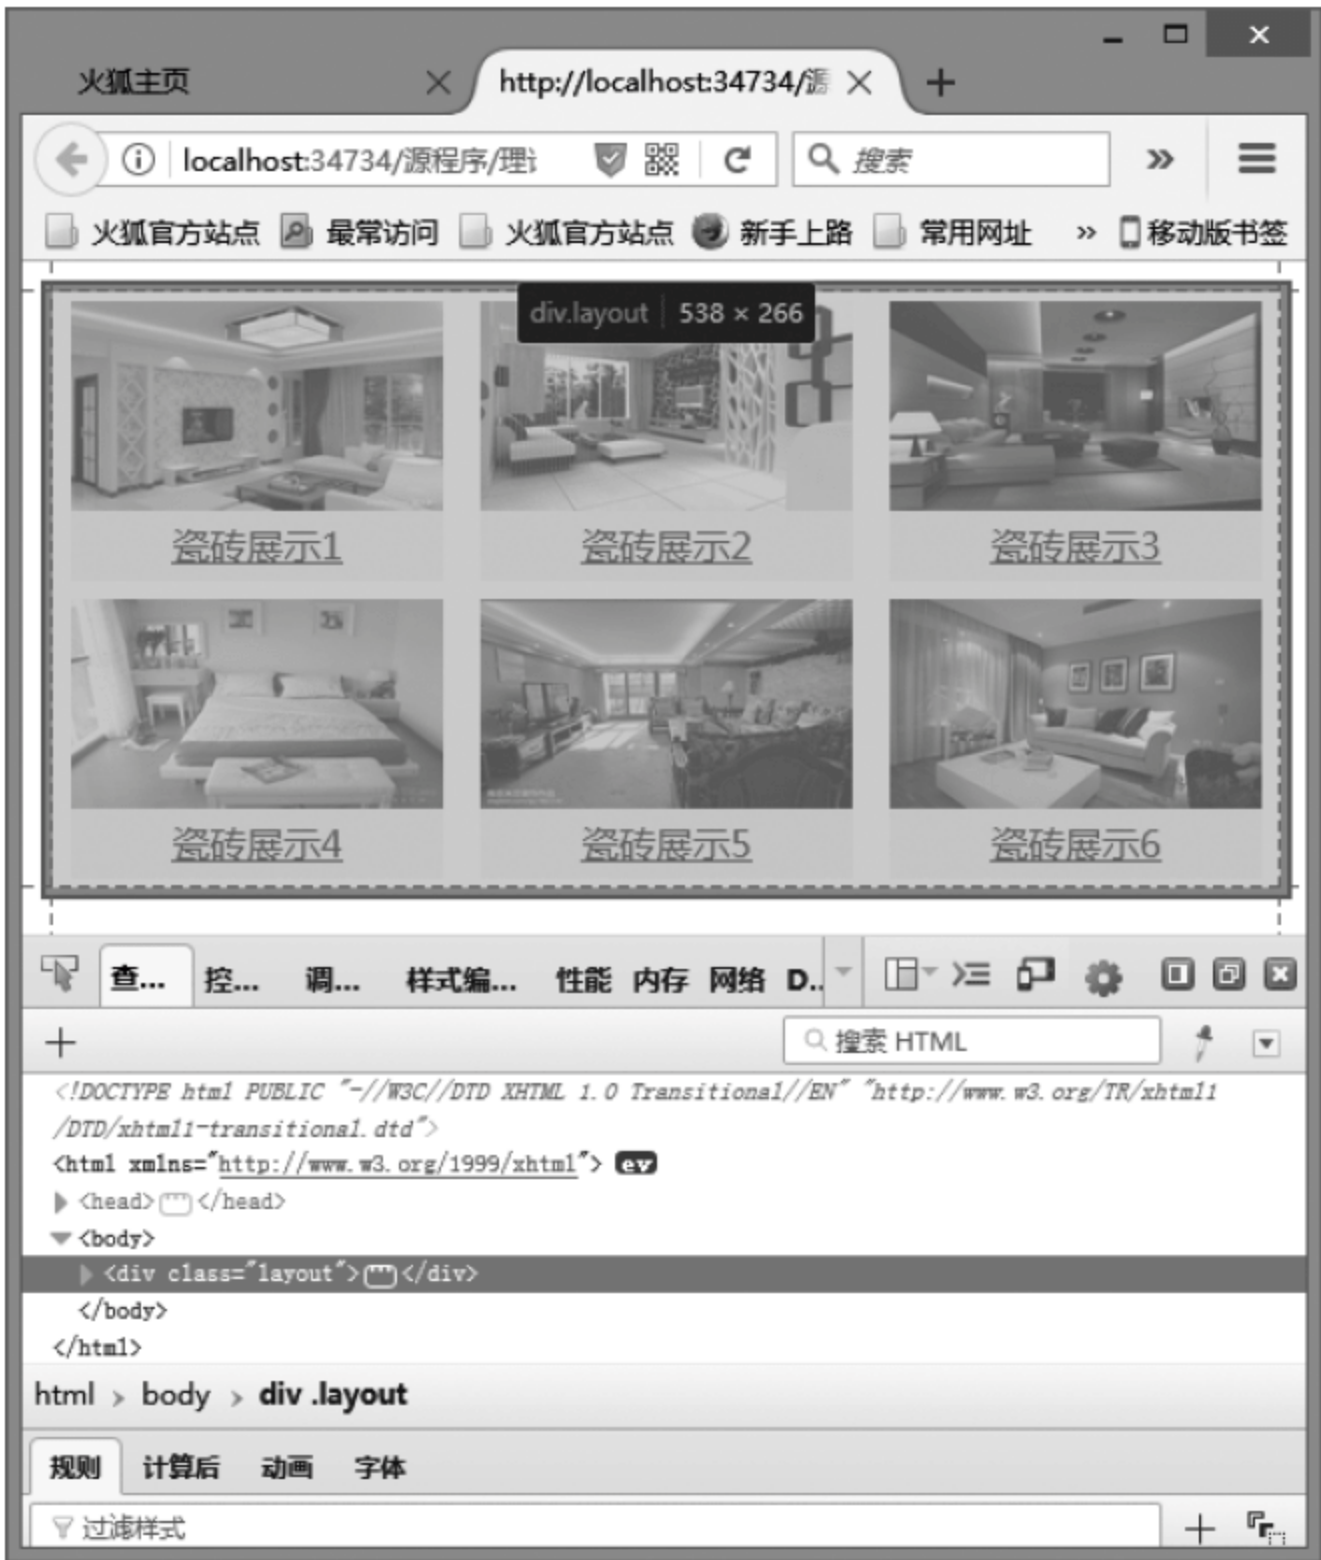 火狐主页
http://localhost:34734/源
localhost:34734/源程序/理论
搜索
火狐官方站点 最常访问 火狐官方站点 新手上路 常用网址 » 移动版书签
div.layout 538 × 266
瓷砖展示1 瓷砖展示2 瓷砖展示3
瓷砖展示4 瓷砖展示5 瓷砖展示6
查... 控... 调... 样式编... 性能 内存 网络 D..
搜索 HTML
<!DOCTYPE html PUBLIC "-//W3C//DTD XHTML 1.0 Transitional//EN" "http://www.w3.org/TR/xhtml1
/DTD/xhtml1-transitional.dtd">
<html xmlns="http://www.w3.org/1999/xhtml"> ev
<head></head>
<body>
<div class="layout"></div>
</body>
</html>
html > body > div .layout
规则 计算后 动画 字体
过滤样式